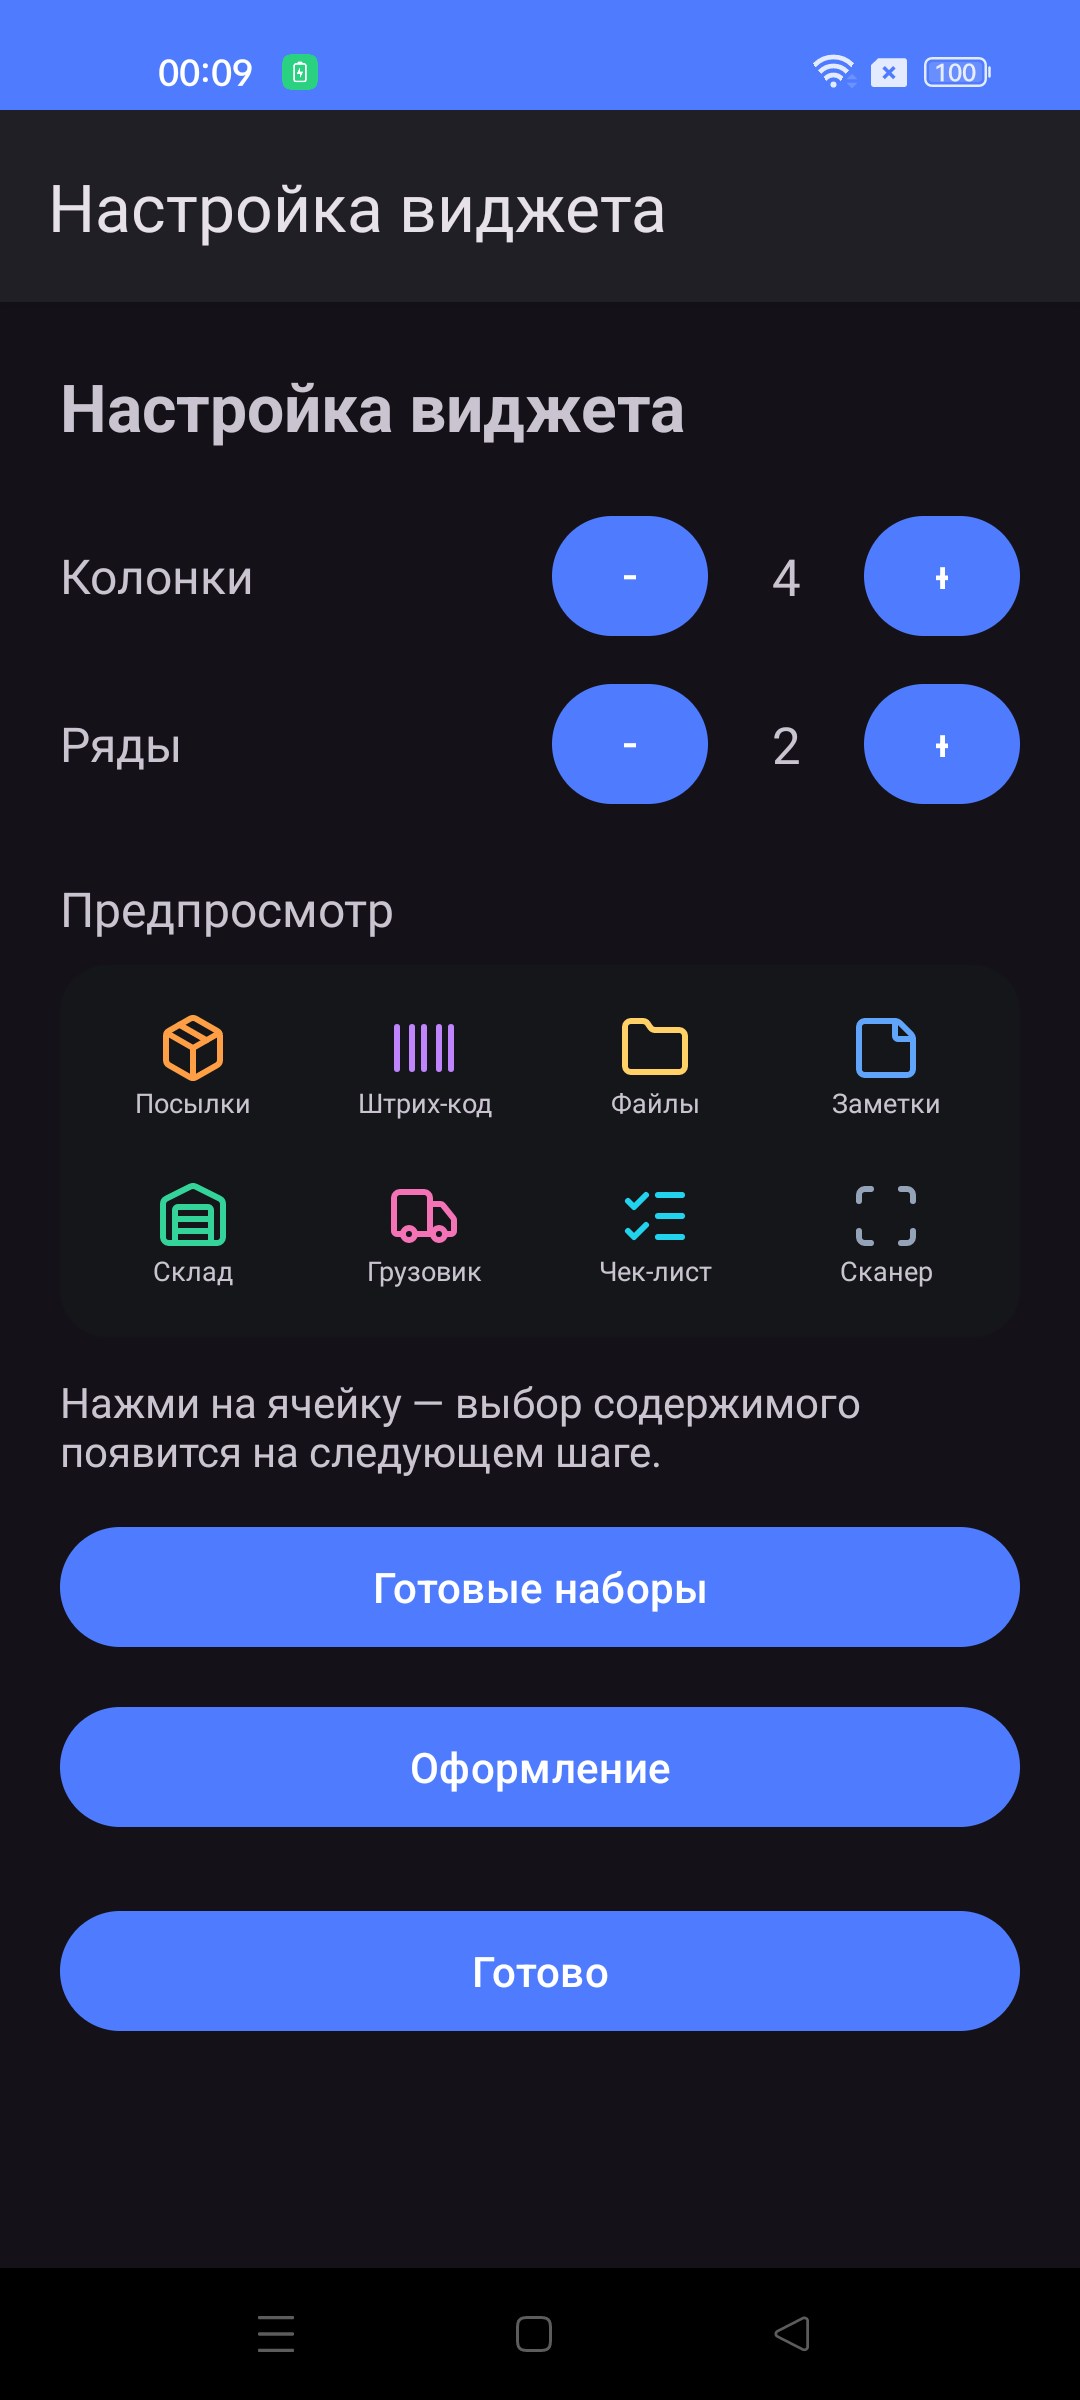 00:09
100
Настройка виджета
Настройка виджета
Колонки - 4 +
Ряды - 2 +
Предпросмотр
Посылки Штрих-код Файлы Заметки
Склад Грузовик Чек-лист Сканер
Нажми на ячейку — выбор содержимого
появится на следующем шаге.
Готовые наборы
Оформление
Готово